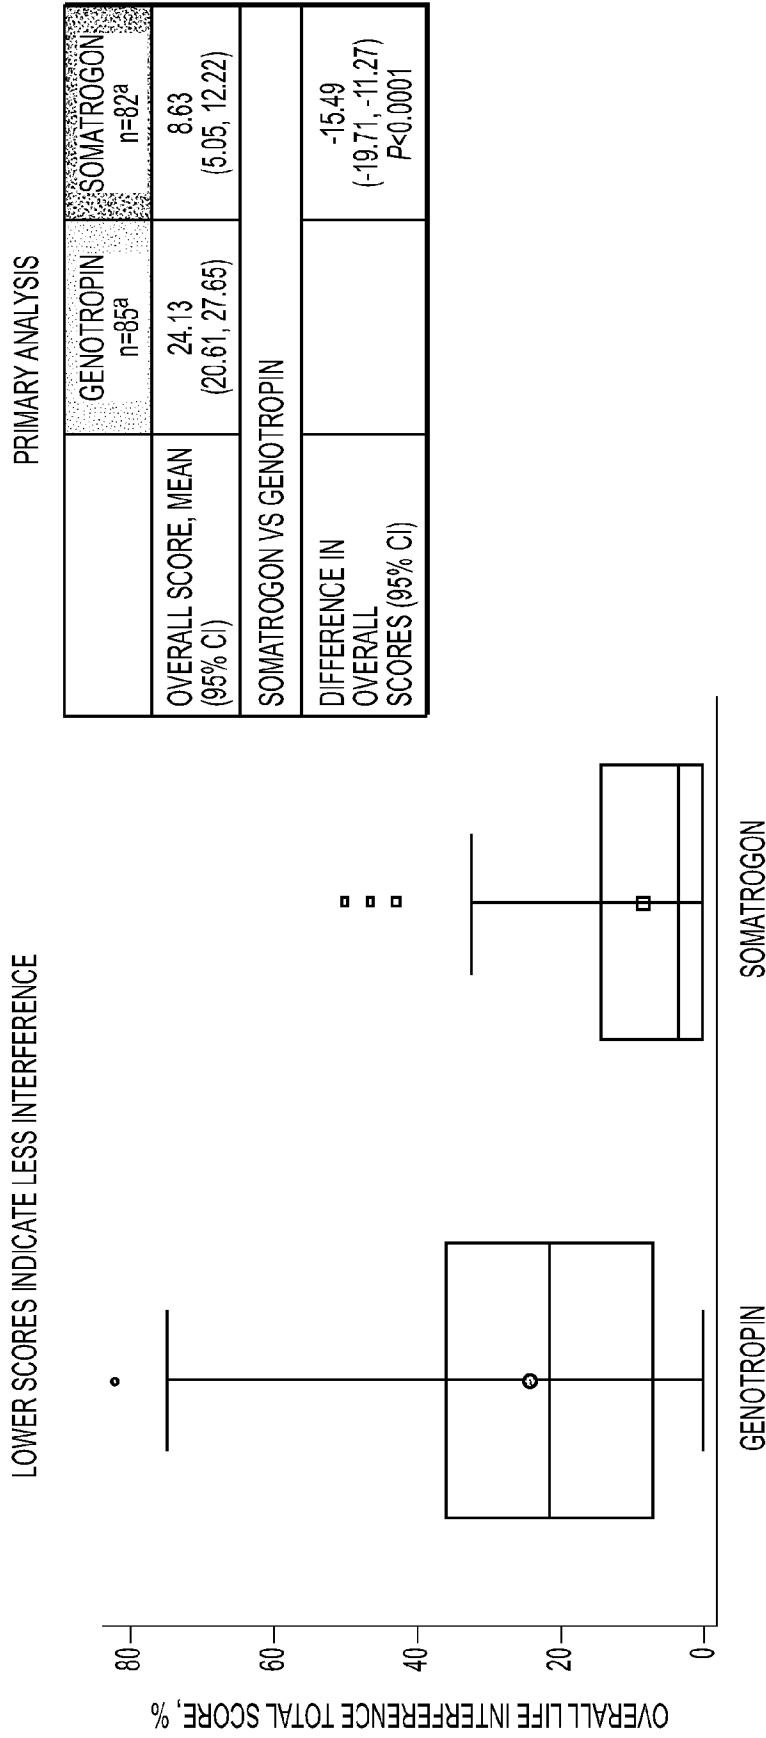 LOWER SCORES INDICATE LESS INTERFERENCE
OVERALL LIFE INTERFERENCE TOTAL SCORE, %
80
60
40
20
0
GENOTROPIN
SOMATROGON
PRIMARY ANALYSIS
GENOTROPIN
n=85ª
SOMATROGON
n=82ª
OVERALL SCORE, MEAN
(95% CI)
24.13
(20.61, 27.65)
8.63
(5.05, 12.22)
SOMATROGON VS GENOTROPIN
DIFFERENCE IN
OVERALL
SCORES (95% CI)
-15.49
(-19.71, -11.27)
P<0.0001